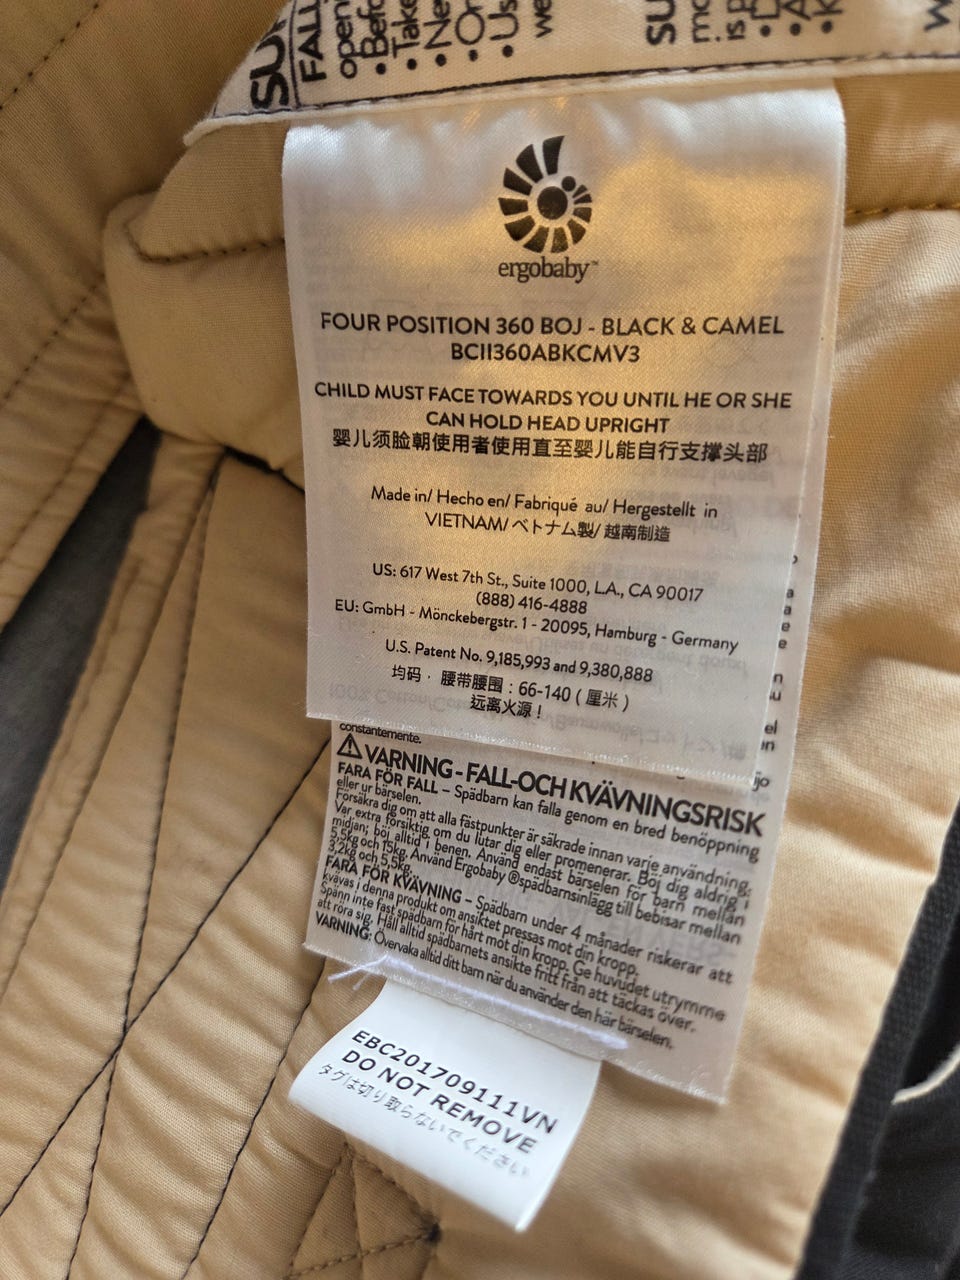 FALL
• Take
• Us
ergobaby™
FOUR POSITION 360 BOJ - BLACK & CAMEL
BCII360ABKCMV3
CHILD MUST FACE TOWARDS YOU UNTIL HE OR SHE
CAN HOLD HEAD UPRIGHT
婴儿须脸朝使用者使用直至婴儿能自行支撑头部
Made in/ Hecho en/ Fabriqué au/ Hergestellt in
VIETNAM/ ベトナム製/ 越南制造
US: 617 West 7th St., Suite 1000, L.A., CA 90017
(888) 416-4888
EU: GmbH - Mönckebergstr. 1 - 20095, Hamburg - Germany
U.S. Patent No. 9,185,993 and 9,380,888
均码 , 腰带腰围 : 66-140 ( 厘米 )
远离火源 !
constantemente.
⚠ VARNING - FALL-OCH KVÄVNINGSRISK
FARA FÖR FALL – Spädbarn kan falla genom en bred benöppning
eller ur bärselen.
Försäkra dig om att alla fästpunkter är säkrade innan varje användning.
Var extra försiktig om du lutar dig eller promenerar. Böj dig aldrig i
midjan; böj alltid i benen. Använd endast bärselen för barn mellan
5,5kg och 15kg. Använd Ergobaby ®spädbarnsinlägg till bebisar mellan
3,2kg och 5,5kg.
FARA FÖR KVÄVNING – Spädbarn under 4 månader riskerar att
kvävas i denna produkt om ansiktet pressas mot din kropp.
Spänn inte fast spädbarn för hårt mot din kropp. Ge huvudet utrymme
att röra sig. Håll alltid spädbarnets ansikte fritt från att täckas över.
VARNING: Övervaka alltid ditt barn när du använder den här bärselen.
EBC201709111VN
DO NOT REMOVE
タグは切り取らないでください